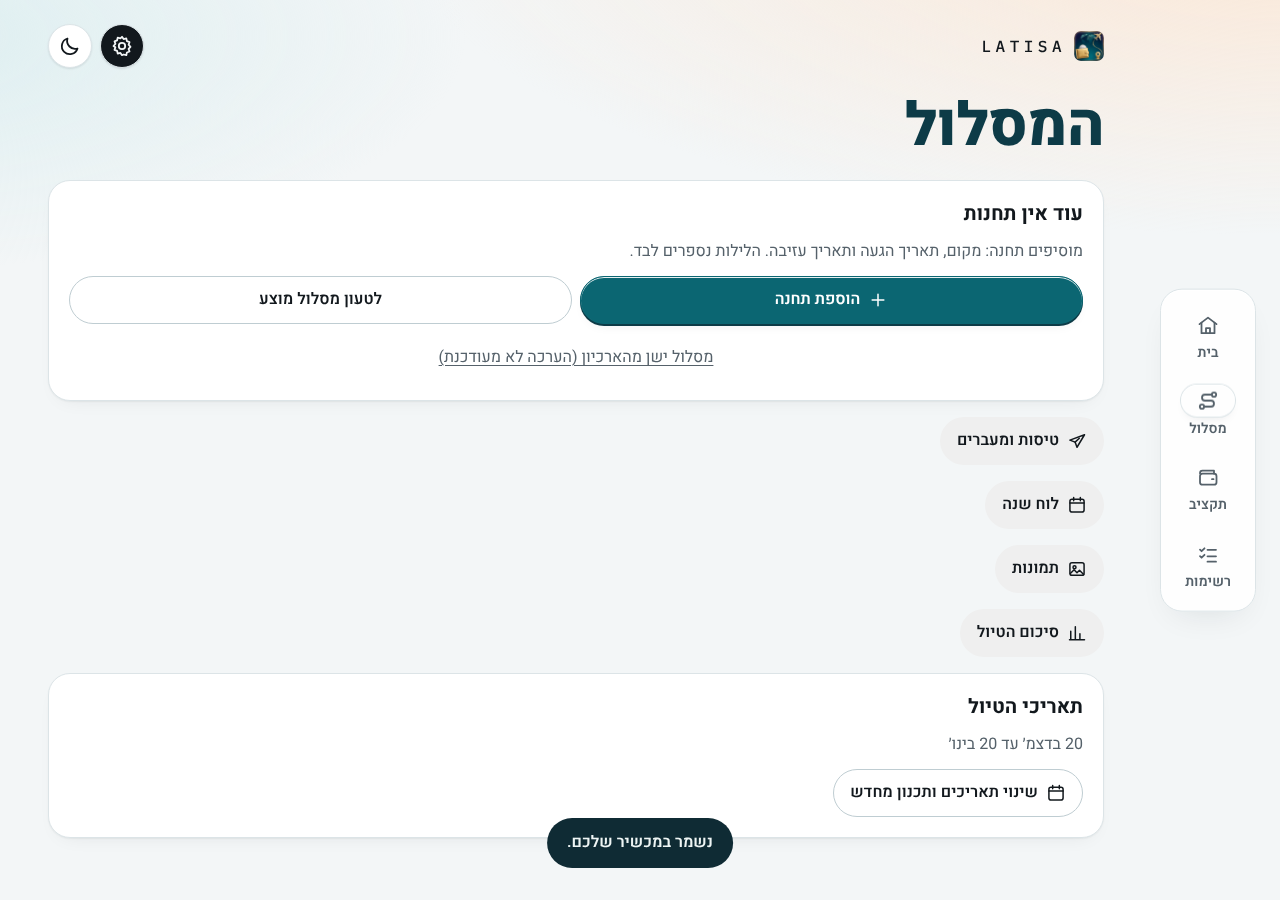 LATISA
המסלול
עוד אין תחנות
מוסיפים תחנה: מקום, תאריך הגעה ותאריך עזיבה. הלילות נספרים לבד.
הוספת תחנה
לטעון מסלול מוצע
מסלול ישן מהארכיון (הערכה לא מעודכנת)
טיסות ומעברים
לוח שנה
תמונות
סיכום הטיול
תאריכי הטיול
20 בדצמ׳ עד 20 בינו׳
שינוי תאריכים ותכנון מחדש
נשמר במכשיר שלכם.
בית
מסלול
תקציב
רשימות